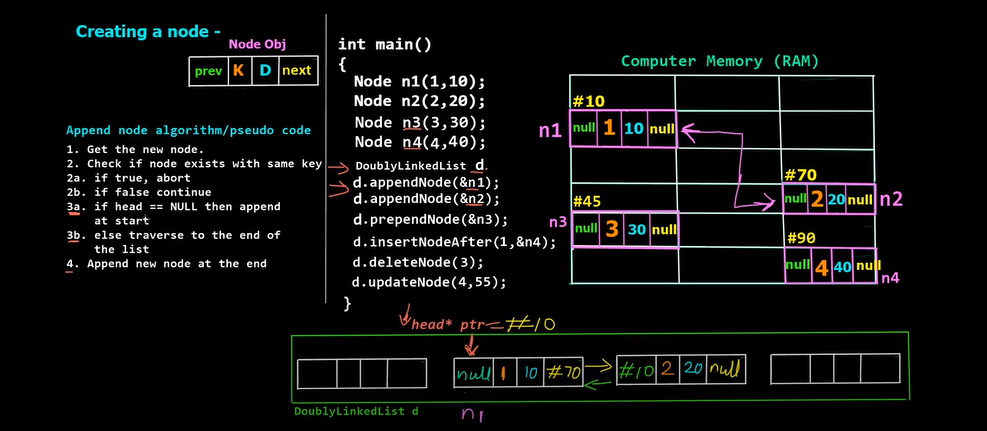 Creating a node -
Node Obj
prev K D next
Append node algorithm/pseudo code
1. Get the new node.
2. Check if node exists with same key
2a. if true, abort
2b. if false continue
3a. if head == NULL then append
at start
3b. else traverse to the end of
the list
4. Append new node at the end
int main()
{
Node n1(1,10);
Node n2(2,20);
Node n3(3,30);
Node n4(4,40);
DoublyLinkedList d.
d.appendNode(&n1);
d.appendNode(&n2);
d.prependNode(&n3);
d.insertNodeAfter(1,&n4);
d.deleteNode(3);
d.updateNode(4,55);
}
Computer Memory (RAM)
#10
n1 null 1 10 null
#70
null 2 20 null n2
#45
n3 null 3 30 null
#90
null 4 40 null n4
head* ptr = #10
null 1 10 #70
#10 2 20 null
DoublyLinkedList d
n1